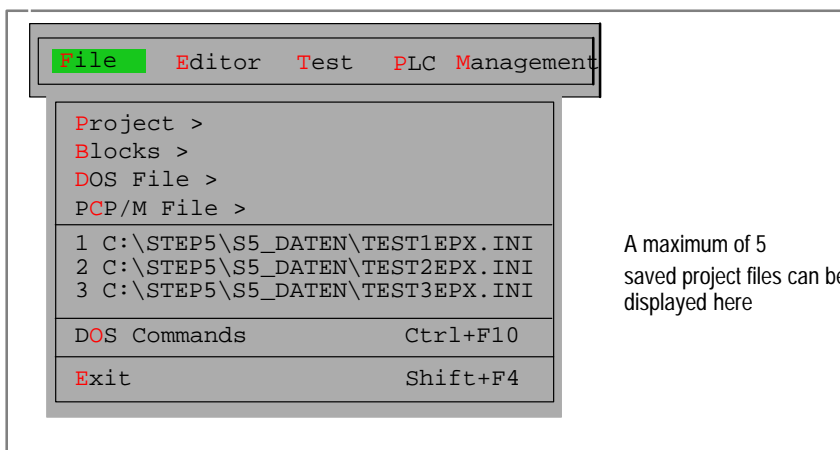 File Editor Test PLC Management
Project >
Blocks >
DOS File >
PCP/M File >
1 C:\STEP5\S5_DATEN\TEST1EPX.INI
2 C:\STEP5\S5_DATEN\TEST2EPX.INI
3 C:\STEP5\S5_DATEN\TEST3EPX.INI
A maximum of 5
saved project files can be
displayed here
DOS Commands Ctrl+F10
Exit Shift+F4